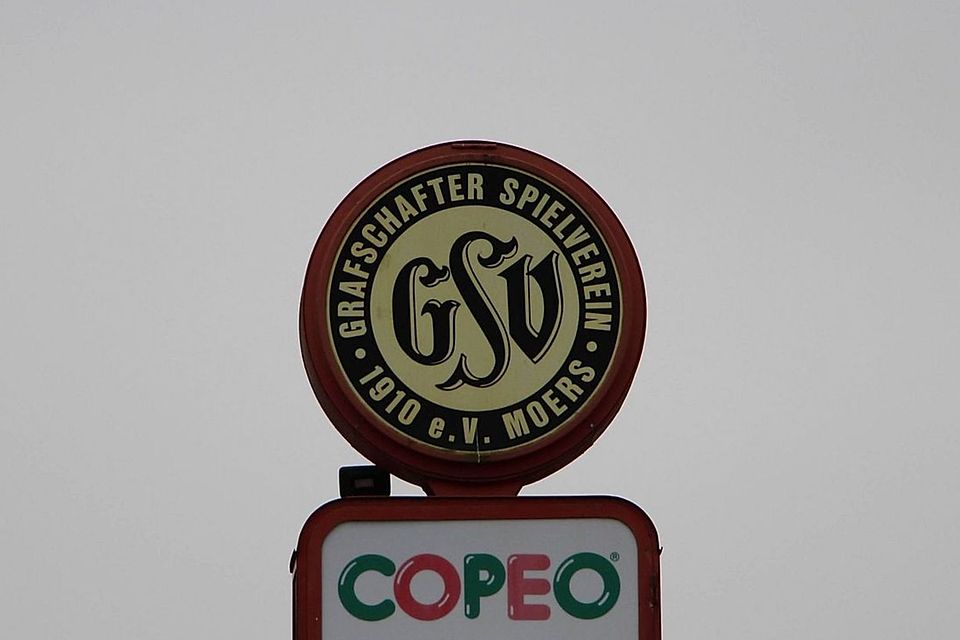 GRAFSCHAFTER SPIELVEREIN
GSV
• 1910 e.V. MOERS •
COPEO®